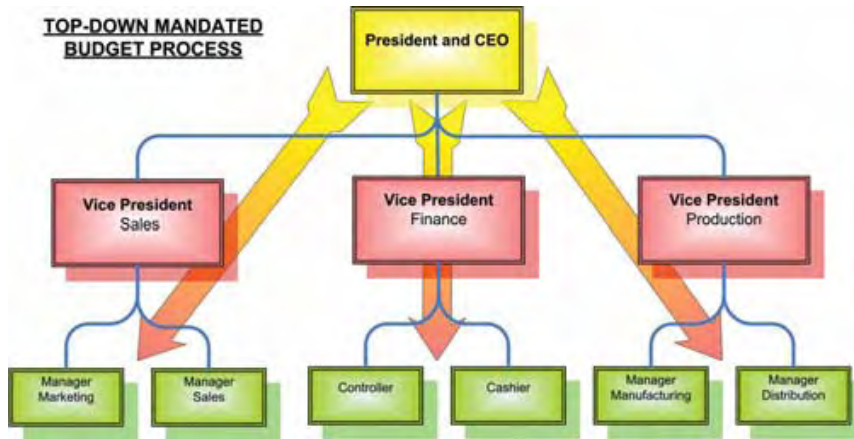 TOP-DOWN MANDATED
BUDGET PROCESS
President and CEO
Vice President
Sales
Vice President
Finance
Vice President
Production
Manager
Marketing
Manager
Sales
Controller
Cashier
Manager
Manufacturing
Manager
Distribution